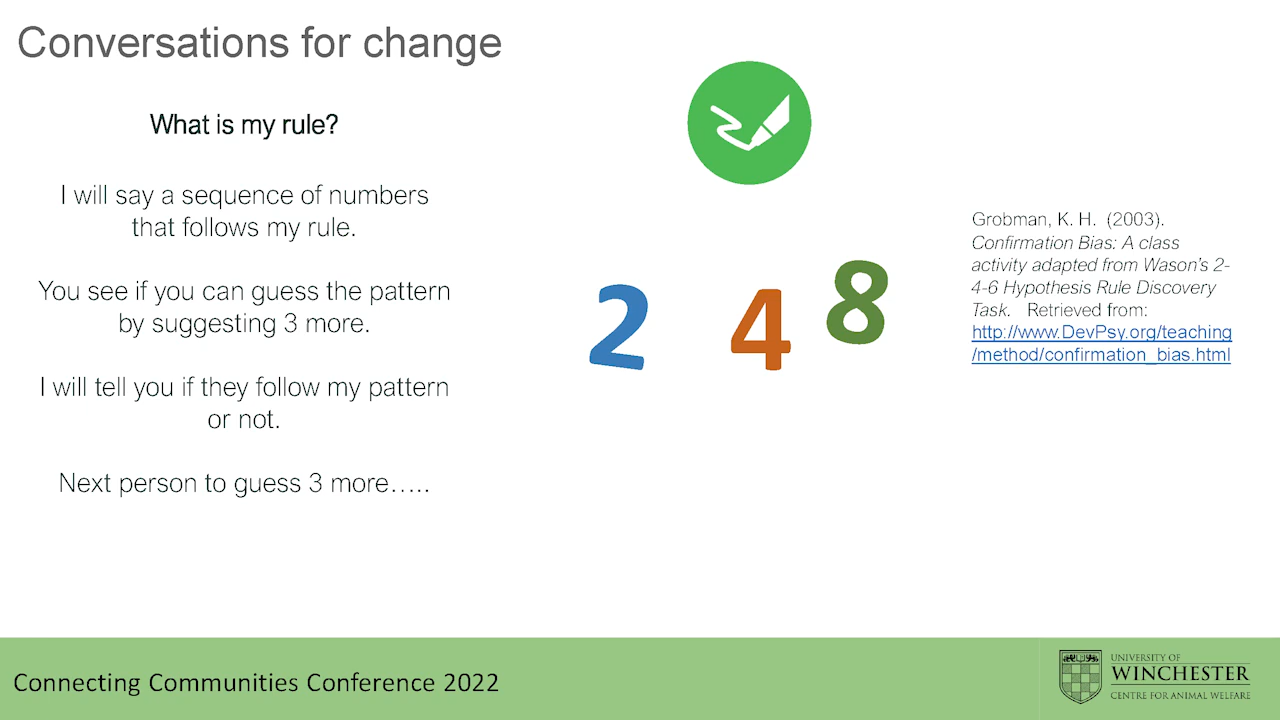 Conversations for change
What is my rule?
I will say a sequence of numbers
that follows my rule.
You see if you can guess the pattern
by suggesting 3 more.
I will tell you if they follow my pattern
or not.
Next person to guess 3 more…..
2 4 8
Grobman, K. H. (2003).
Confirmation Bias: A class
activity adapted from Wason’s 2-
4-6 Hypothesis Rule Discovery
Task. Retrieved from:
http://www.DevPsy.org/teaching
/method/confirmation_bias.html
Connecting Communities Conference 2022
UNIVERSITY OF
WINCHESTER
CENTRE FOR ANIMAL WELFARE